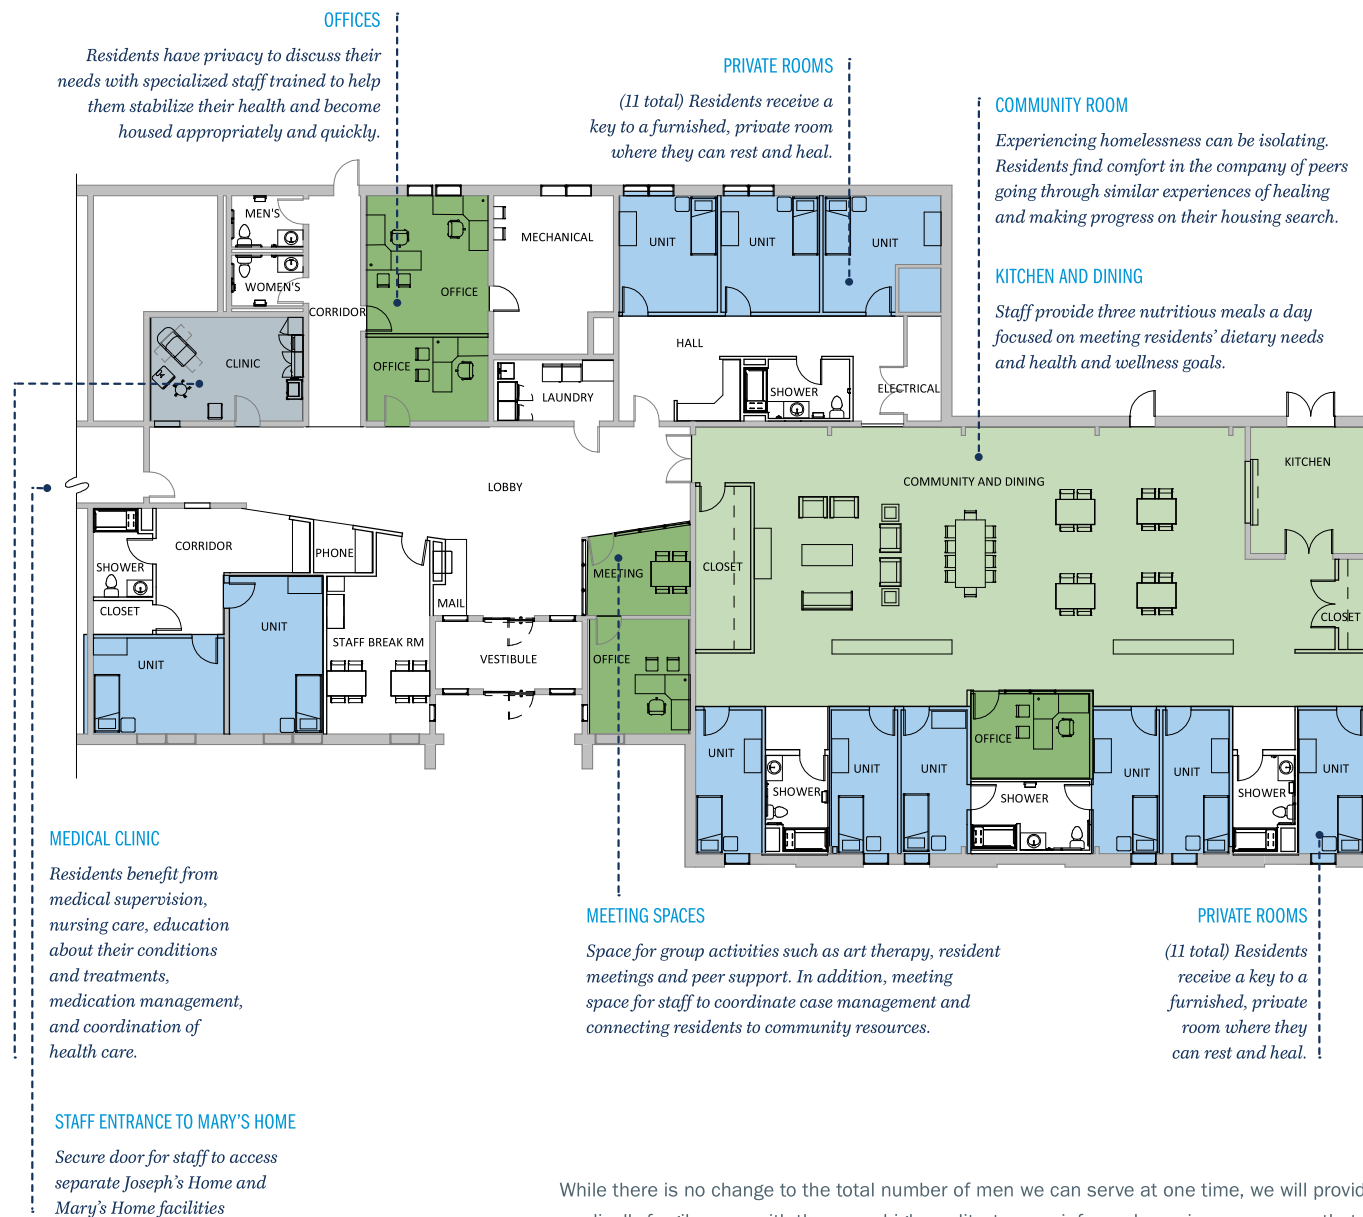 OFFICES
Residents have privacy to discuss their
needs with specialized staff trained to help
them stabilize their health and become
housed appropriately and quickly.
PRIVATE ROOMS
(11 total) Residents receive a
key to a furnished, private room
where they can rest and heal.
COMMUNITY ROOM
Experiencing homelessness can be isolating.
Residents find comfort in the company of peers
going through similar experiences of healing
and making progress on their housing search.
KITCHEN AND DINING
Staff provide three nutritious meals a day
focused on meeting residents' dietary needs
and health and wellness goals.
MEN'S
WOMEN'S
CORRIDOR
OFFICE
MECHANICAL
UNIT
UNIT
UNIT
CLINIC
OFFICE
LAUNDRY
HALL
SHOWER
ELECTRICAL
LOBBY
COMMUNITY AND DINING
KITCHEN
CORRIDOR
PHONE
SHOWER
CLOSET
MEETING
CLOSET
MAIL
CLOSET
UNIT
UNIT
STAFF BREAK RM
VESTIBULE
OFFICE
UNIT
SHOWER
UNIT
UNIT
OFFICE
SHOWER
UNIT
UNIT
SHOWER
UNIT
MEDICAL CLINIC
Residents benefit from
medical supervision,
nursing care, education
about their conditions
and treatments,
medication management,
and coordination of
health care.
MEETING SPACES
Space for group activities such as art therapy, resident
meetings and peer support. In addition, meeting
space for staff to coordinate case management and
connecting residents to community resources.
PRIVATE ROOMS
(11 total) Residents
receive a key to a
furnished, private
room where they
can rest and heal.
STAFF ENTRANCE TO MARY'S HOME
Secure door for staff to access
separate Joseph's Home and
Mary's Home facilities
While there is no change to the total number of men we can serve at one time, we will provid